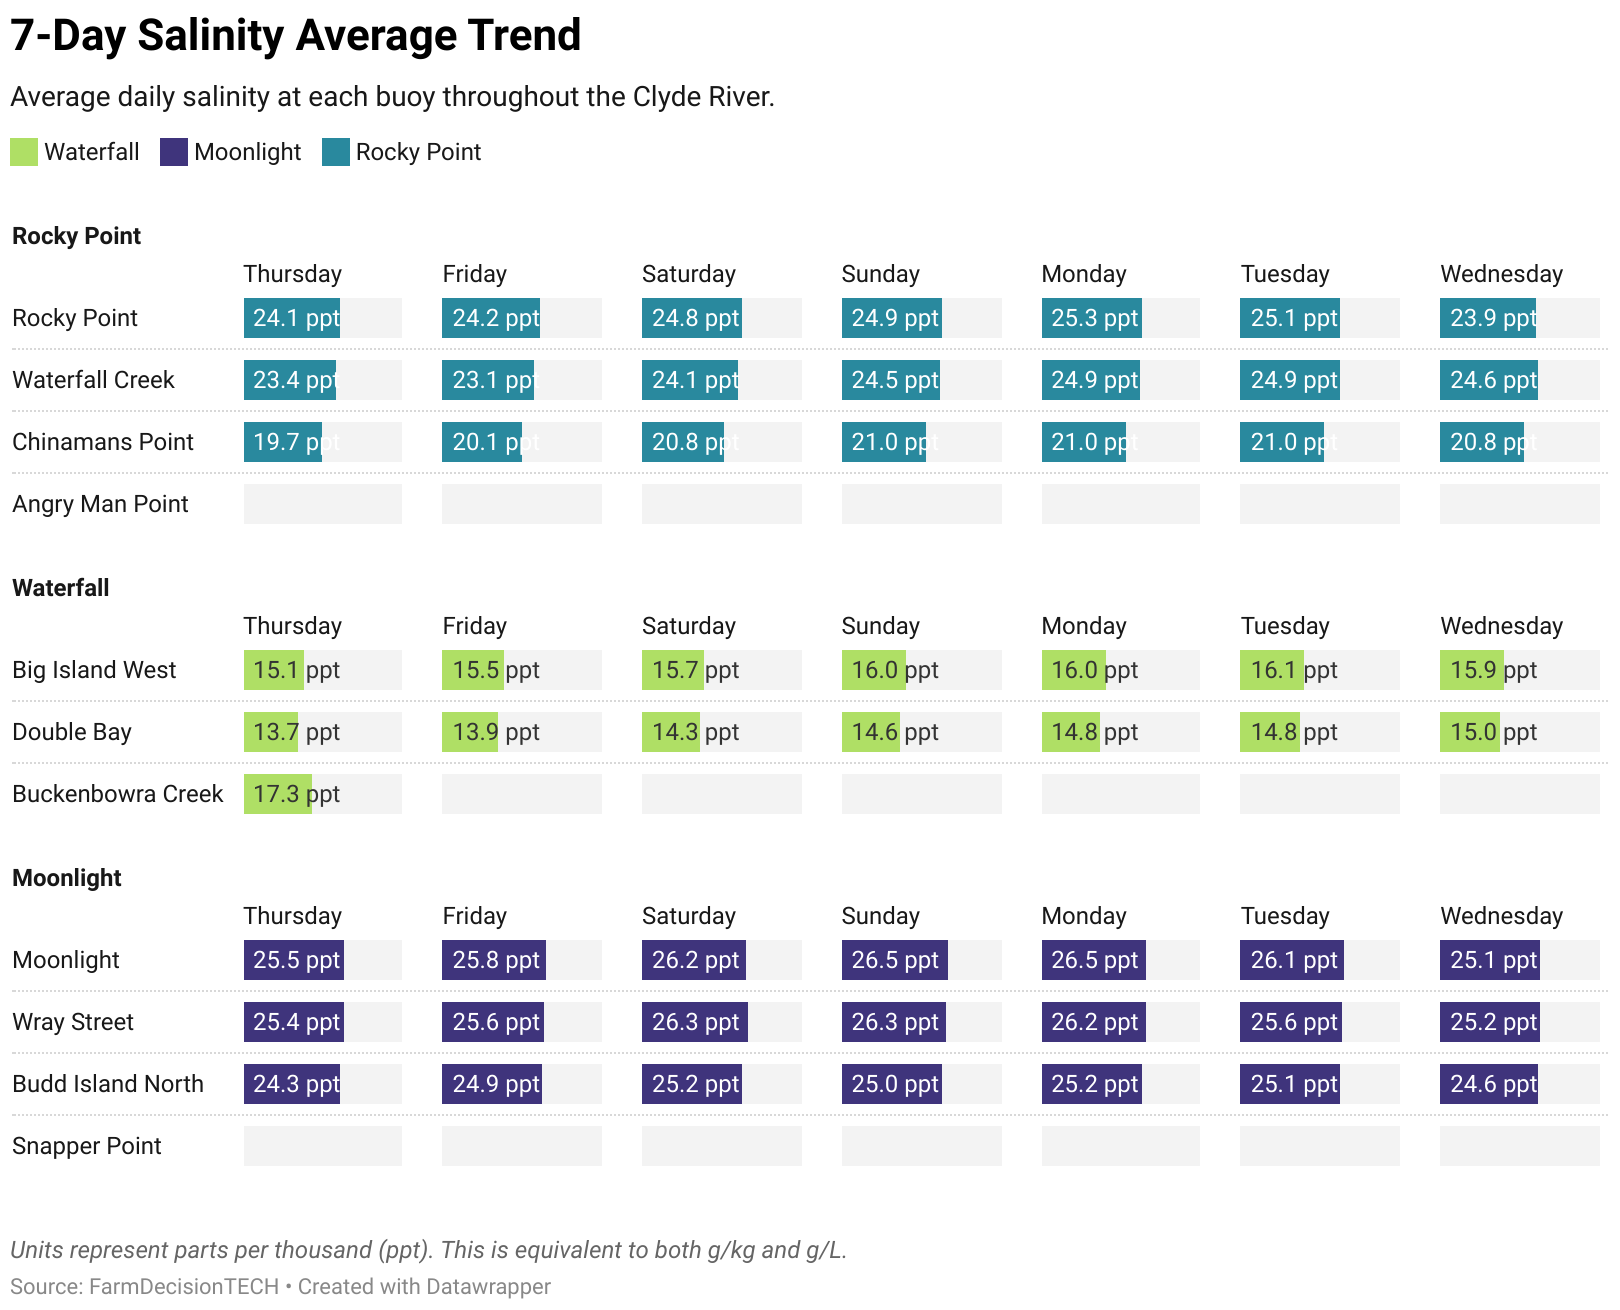 7-Day Salinity Average Trend
Average daily salinity at each buoy throughout the Clyde River.
Waterfall Moonlight Rocky Point
Rocky Point
Thursday Friday Saturday Sunday Monday Tuesday Wednesday
Rocky Point 24.1 ppt 24.2 ppt 24.8 ppt 24.9 ppt 25.3 ppt 25.1 ppt 23.9 ppt
Waterfall Creek 23.4 ppt 23.1 ppt 24.1 ppt 24.5 ppt 24.9 ppt 24.9 ppt 24.6 ppt
Chinamans Point 19.7 ppt 20.1 ppt 20.8 ppt 21.0 ppt 21.0 ppt 21.0 ppt 20.8 ppt
Angry Man Point
Waterfall
Thursday Friday Saturday Sunday Monday Tuesday Wednesday
Big Island West 15.1 ppt 15.5 ppt 15.7 ppt 16.0 ppt 16.0 ppt 16.1 ppt 15.9 ppt
Double Bay 13.7 ppt 13.9 ppt 14.3 ppt 14.6 ppt 14.8 ppt 14.8 ppt 15.0 ppt
Buckenbowra Creek 17.3 ppt
Moonlight
Thursday Friday Saturday Sunday Monday Tuesday Wednesday
Moonlight 25.5 ppt 25.8 ppt 26.2 ppt 26.5 ppt 26.5 ppt 26.1 ppt 25.1 ppt
Wray Street 25.4 ppt 25.6 ppt 26.3 ppt 26.3 ppt 26.2 ppt 25.6 ppt 25.2 ppt
Budd Island North 24.3 ppt 24.9 ppt 25.2 ppt 25.0 ppt 25.2 ppt 25.1 ppt 24.6 ppt
Snapper Point
Units represent parts per thousand (ppt). This is equivalent to both g/kg and g/L.
Source: FarmDecisionTECH • Created with Datawrapper